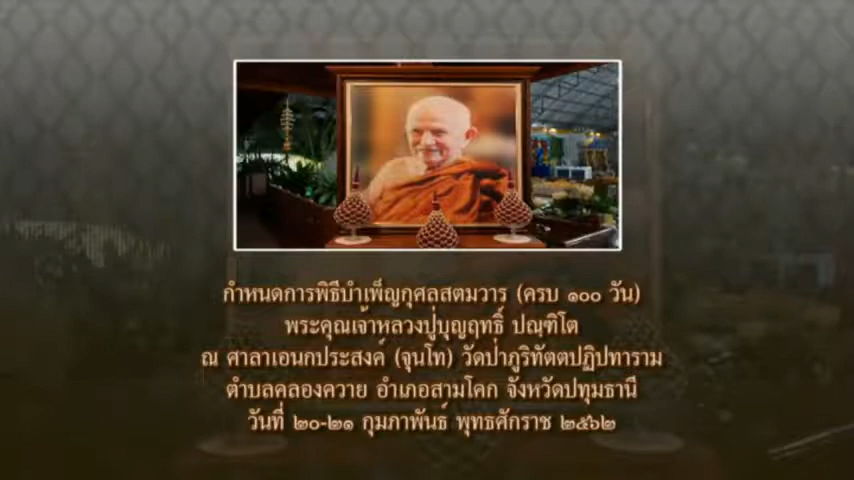 กำหนดการพิธีบำเพ็ญกุศลสตมวาร (ครบ ๑๐๐ วัน)
พระคุณเจ้าหลวงปู่บุญฤทธิ์ ปณฺฑิโต
ณ ศาลาเอนกประสงค์ (จุนโท) วัดป่าภูริทัตตปฏิปทาราม
ตำบลคลองควาย อำเภอสามโคก จังหวัดปทุมธานี
วันที่ ๒๐-๒๑ กุมภาพันธ์ พุทธศักราช ๒๕๖๒